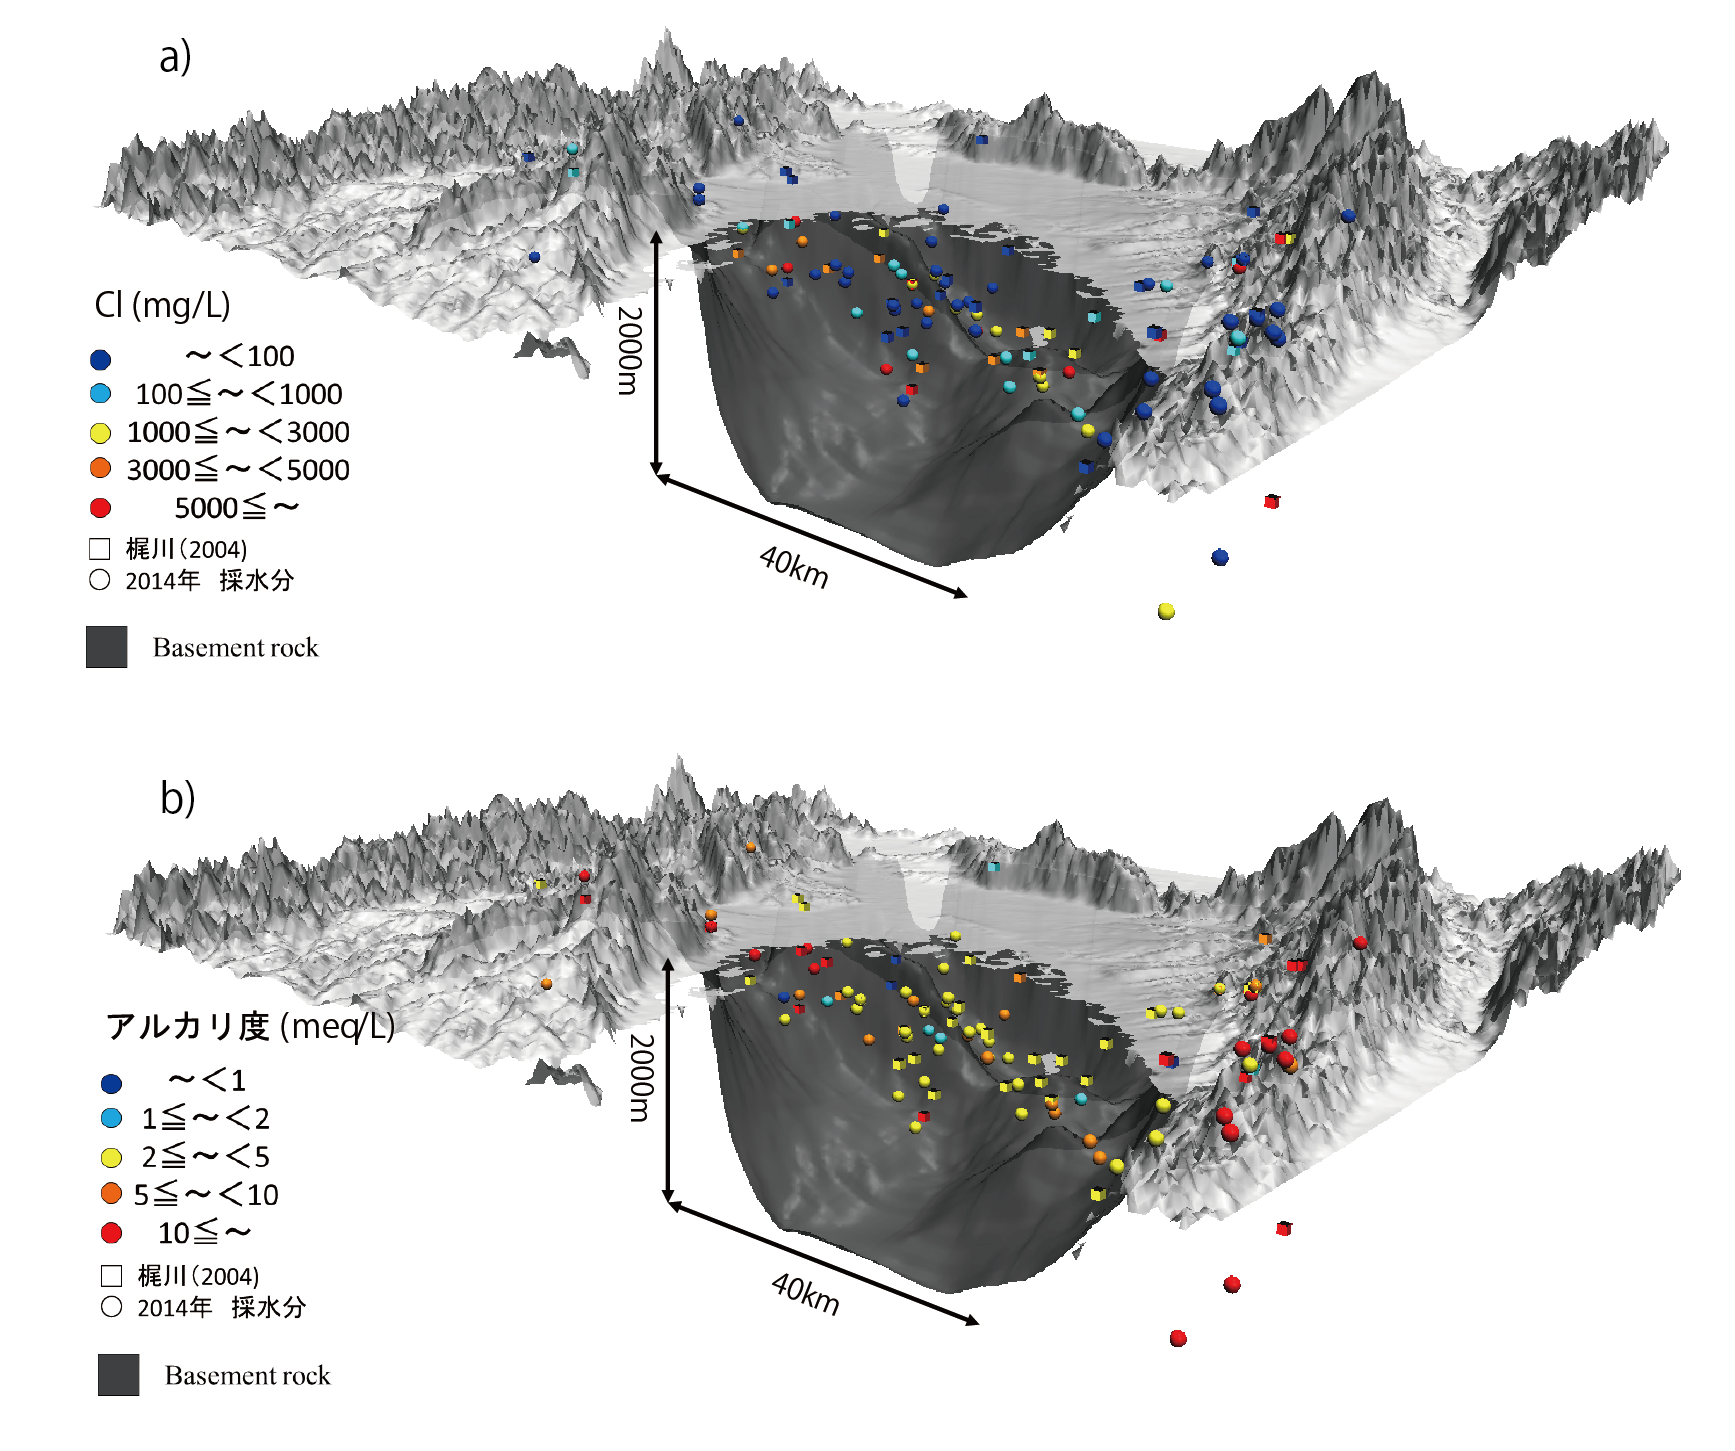 a)
Cl (mg/L)
～＜100
100≦～＜1000
1000≦～＜3000
3000≦～＜5000
5000≦～
梶川（2004)
2014年 採水分
Basement rock
2000m
40km
b)
アルカリ度 (meq/L)
～＜1
1≦～＜2
2≦～＜5
5≦～＜10
10≦～
梶川（2004)
2014年 採水分
Basement rock
2000m
40km